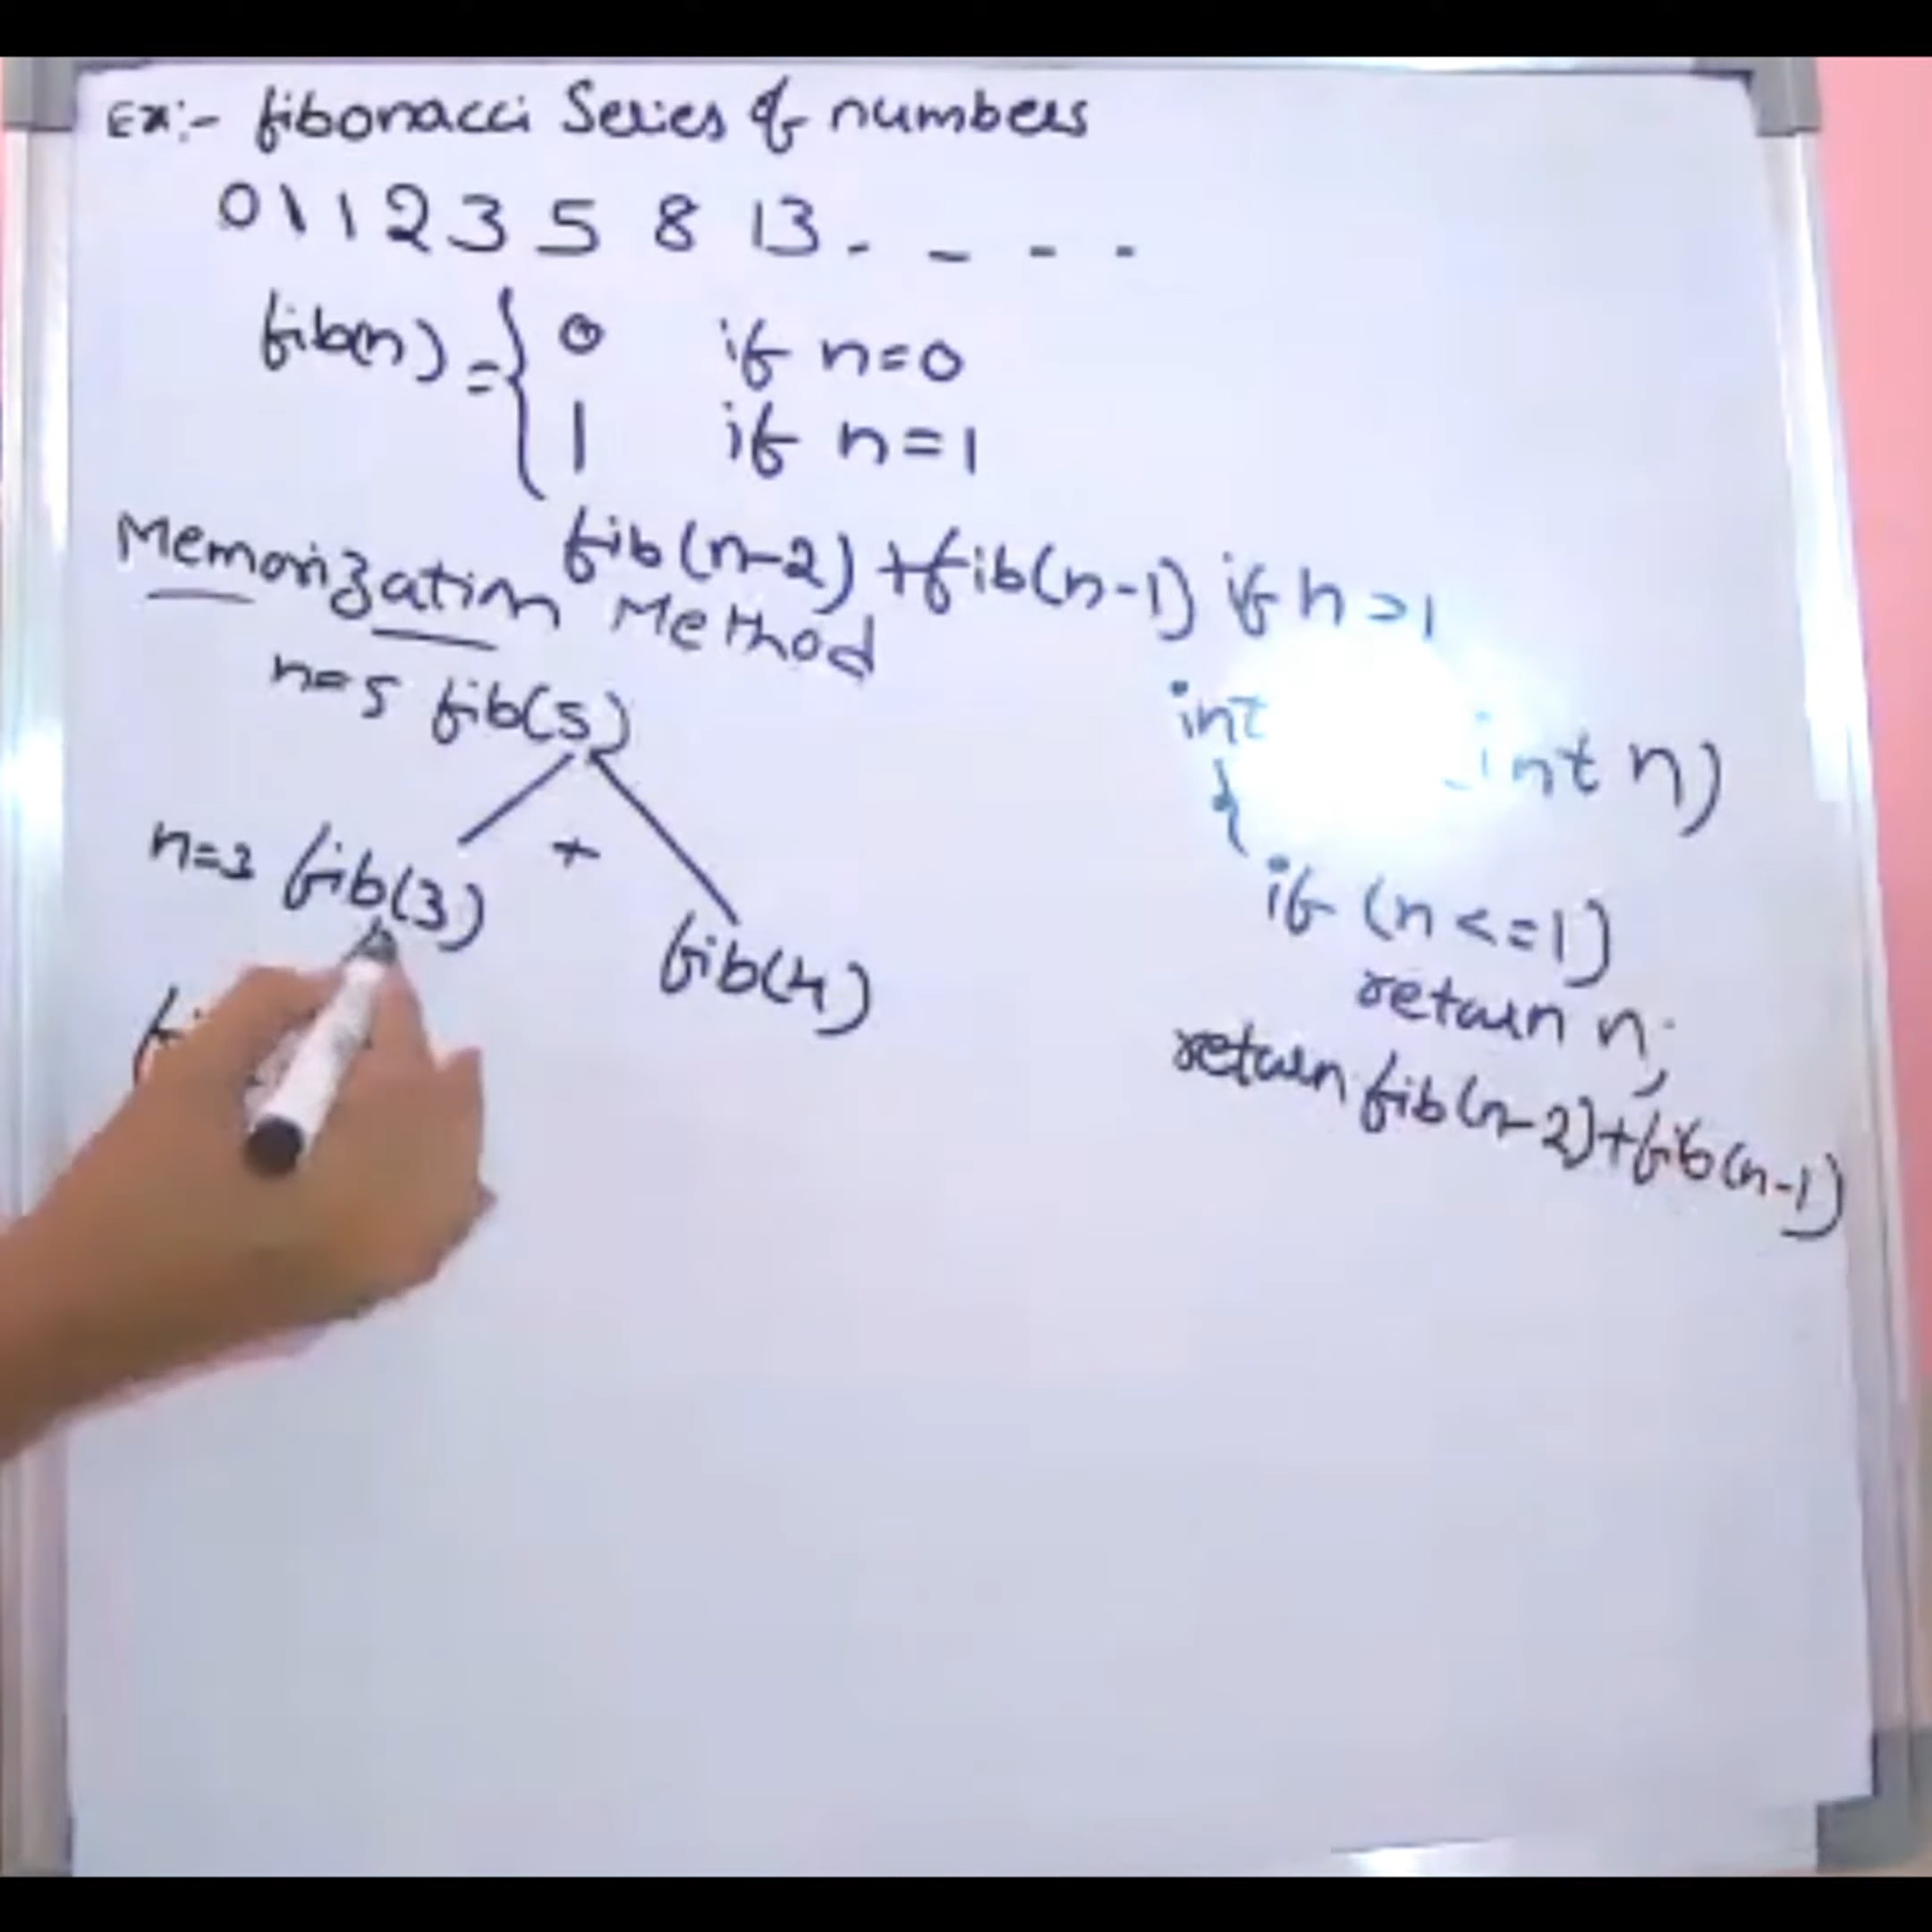 Ex:- fibonacci Series of numbers
0 1 1 2 3 5 8 13 - - - -
fib(n) = { 0 if n=0
1 if n=1
fib(n-2) + fib(n-1) if n>1
Memorization Method
n=5 fib(5)
n=3 fib(3) + fib(4)
int int n)
{
if (n<=1)
return n;
return fib(n-2)+fib(n-1)